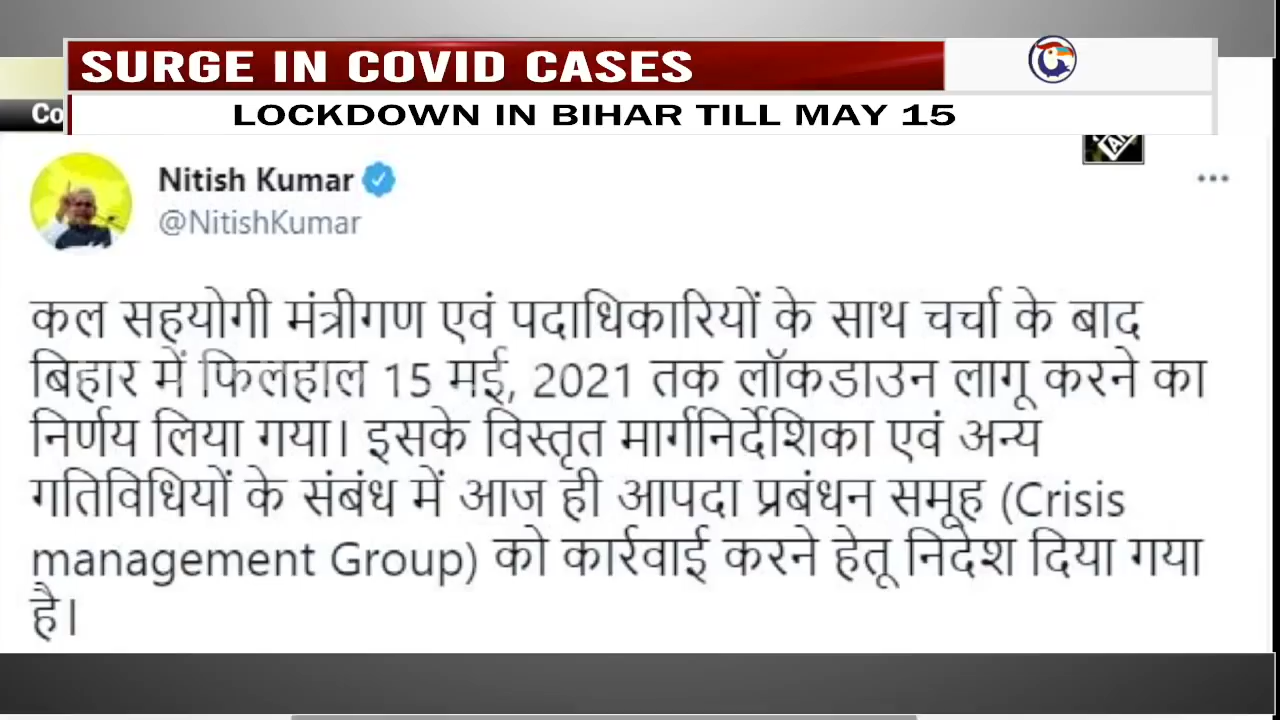 SURGE IN COVID CASES
LOCKDOWN IN BIHAR TILL MAY 15
Nitish Kumar
@NitishKumar
कल सहयोगी मंत्रीगण एवं पदाधिकारियों के साथ चर्चा के बाद
बिहार में फिलहाल 15 मई, 2021 तक लॉकडाउन लागू करने का
निर्णय लिया गया। इसके विस्तृत मार्गनिर्देशिका एवं अन्य
गतिविधियों के संबंध में आज ही आपदा प्रबंधन समूह (Crisis
management Group) को कार्रवाई करने हेतू निदेश दिया गया
है।